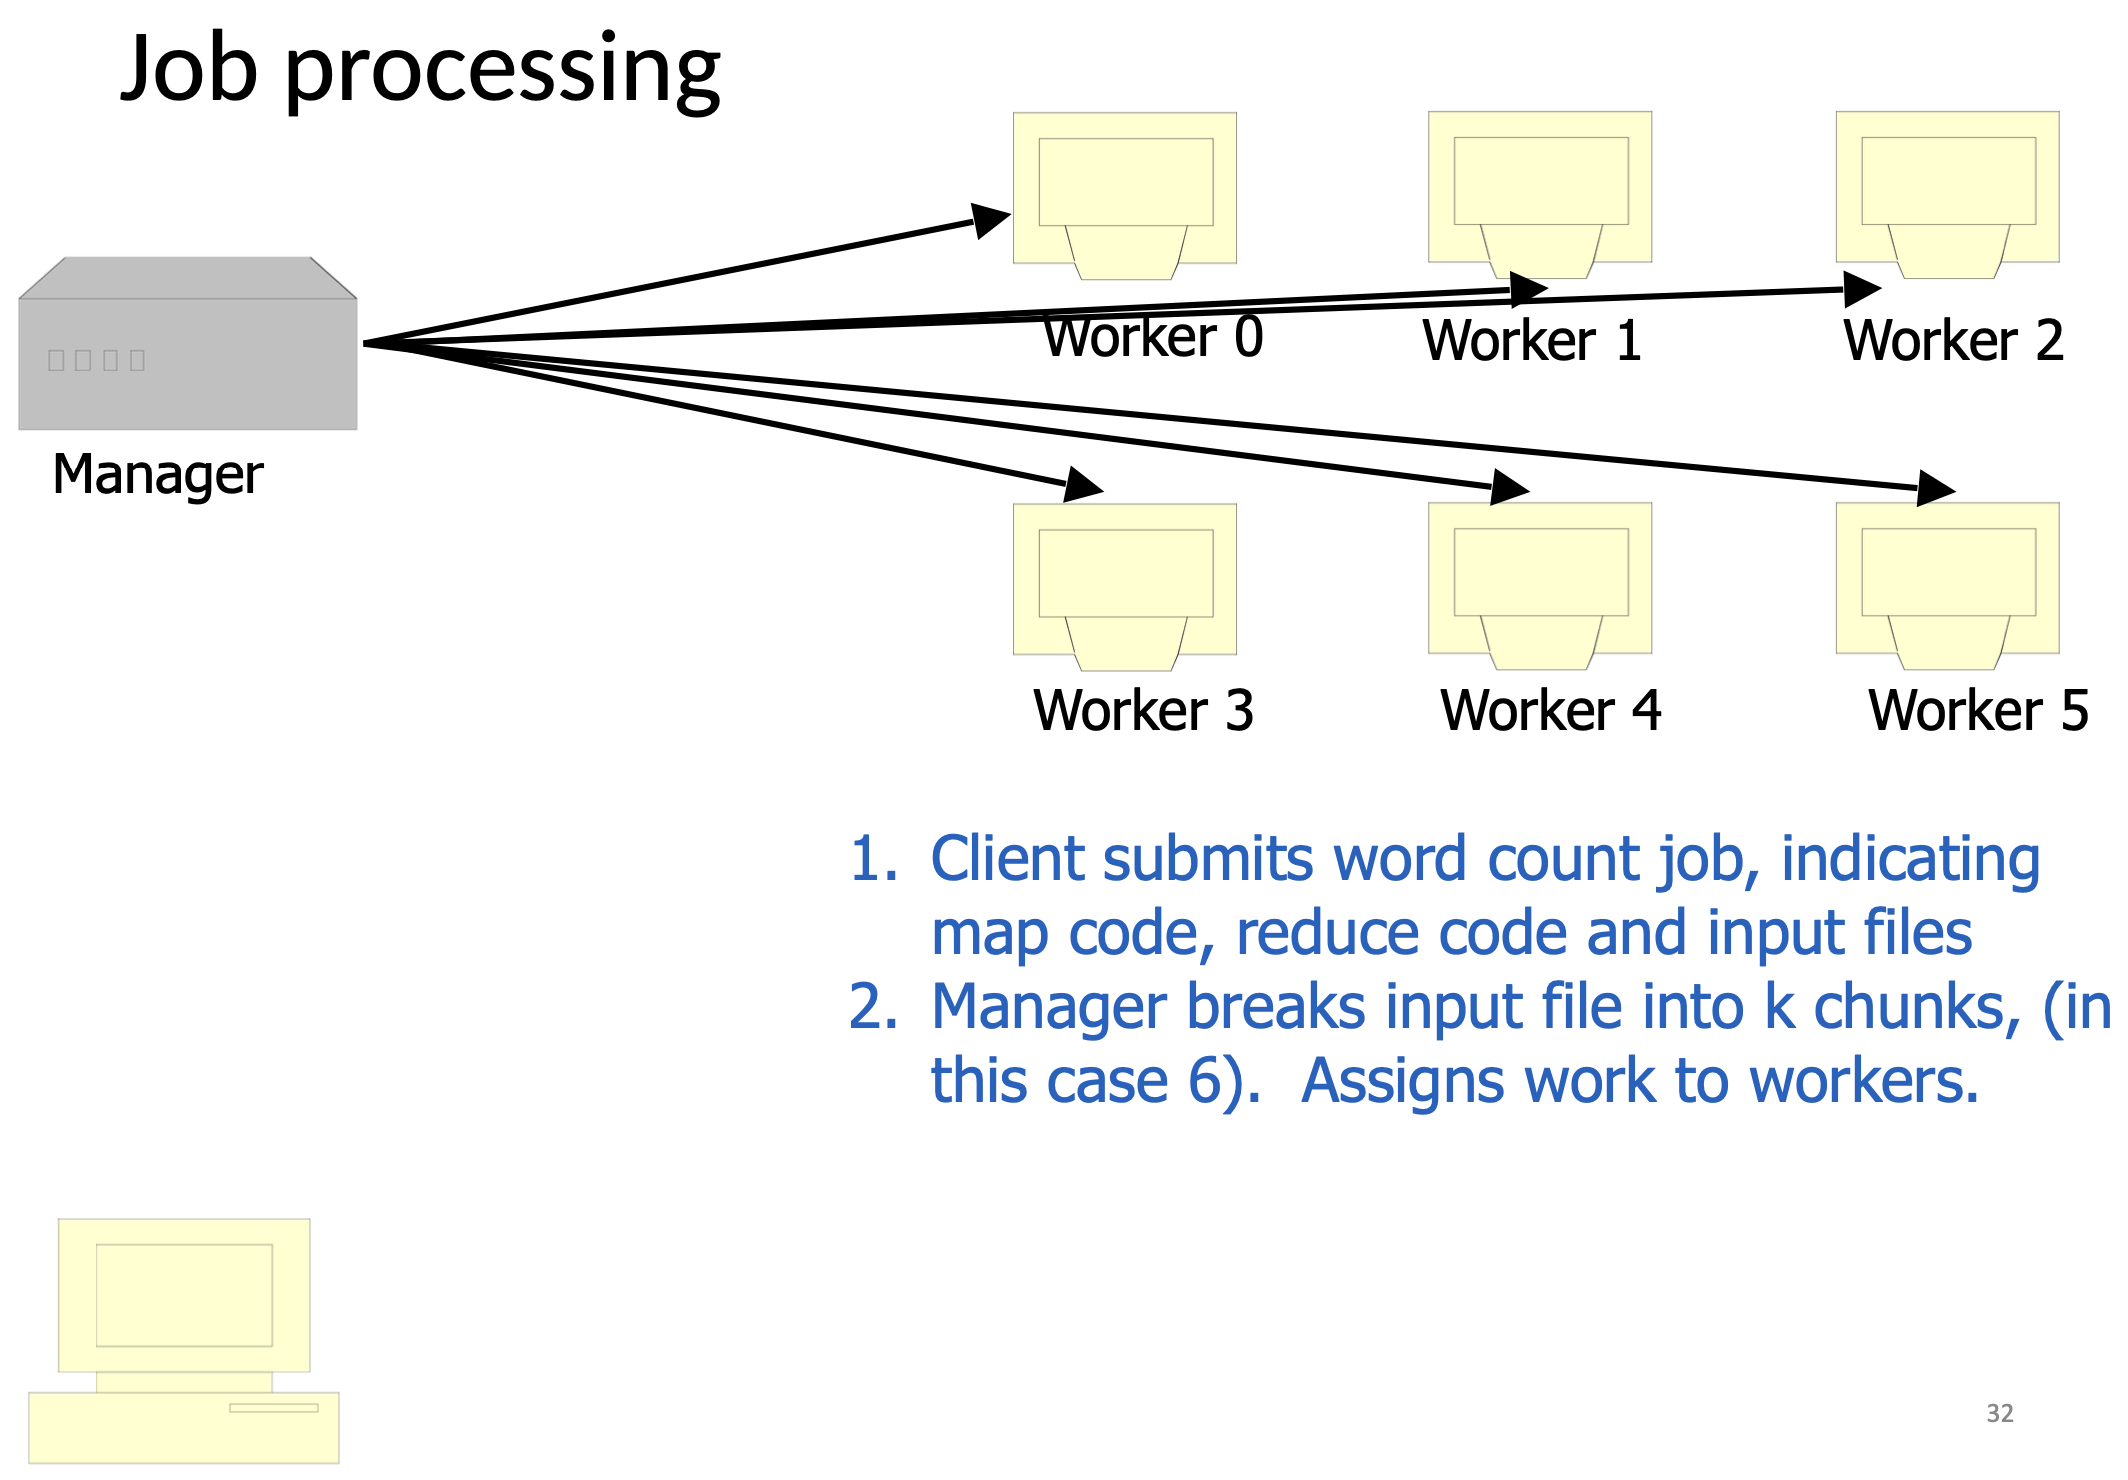 Job processing
Manager
Worker 0
Worker 1
Worker 2
Worker 3
Worker 4
Worker 5
1. Client submits word count job, indicating
map code, reduce code and input files
2. Manager breaks input file into k chunks, (in
this case 6). Assigns work to workers.
32